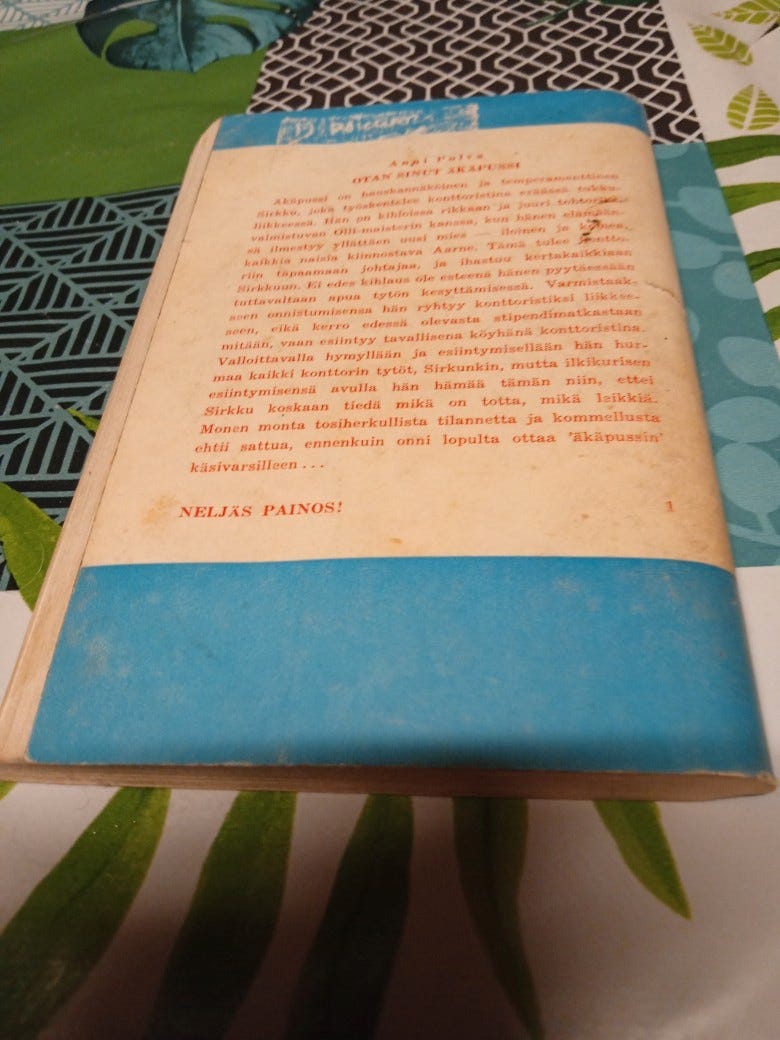 Anni Polva
OTAN SINUT ÄKÄPUSSI
Äkäpussi on hauskannäköinen ja temperamenttinen
Sirkku, joka työskentelee konttoristina eräässä tukku-
liikkeessä. Hän on kihloissa rikkaan ja juuri tohtoriksi
valmistuvan Olli-maisterin kanssa, kun hänen elämään-
sä ilmestyy yllättäen uusi mies — iloinen ja
kaikkia naisia kiinnostava Aarne. Tämä tulee kontto-
riin tapaamaan johtajaa, ja ihastuu kertakaikkiaan
Sirkkuun. Ei edes kihlaus ole esteenä hänen pyytäessään
tuttavaltaan apua tytön kesyttämisessä. Varmistaak-
seen onnistumisensa hän ryhtyy konttoristiksi liikkee-
seen, eikä kerro edessä olevasta stipendimatkastaan
mitään, vaan esiintyy tavallisena köyhänä konttoristina.
Valloittavalla hymyllään ja esiintymisellään hän hur-
maa kaikki konttorin tytöt, Sirkunkin, mutta ilkikurisen
esiintymisensä avulla hän hämää tämän niin, ettei
Sirkku koskaan tiedä mikä on totta, mikä leikkiä.
Monen monta tosiherkullista tilannetta ja kommellusta
ehtii sattua, ennenkuin onni lopulta ottaa 'äkäpussin'
käsivarsilleen...
NELJÄS PAINOS! 1